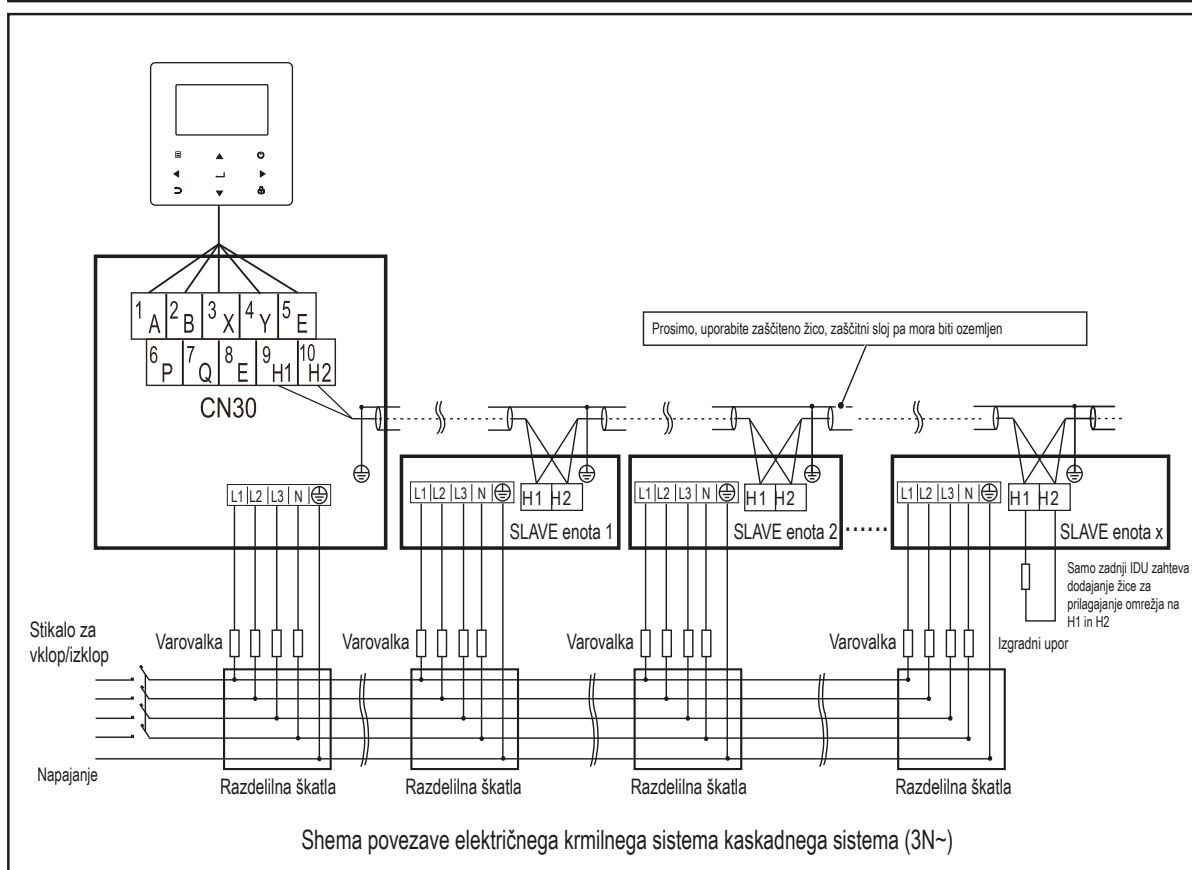 1 A 2 B 3 X 4 Y 5 E
6 P 7 Q 8 E 9 H1 10 H2
CN30
Prosimo, uporabite zaščiteno žico, zaščitni sloj pa mora biti ozemljen
L1 L2 L3 N
L1 L2 L3 N
H1 H2
SLAVE enota 1
L1 L2 L3 N
H1 H2
SLAVE enota 2
......
L1 L2 L3 N
H1 H2
SLAVE enota x
Samo zadnji IDU zahteva
dodajanje žice za
prilagajanje omrežja na
H1 in H2
Izgradni upor
Stikalo za
vklop/izklop
Varovalka
Varovalka
Varovalka
Varovalka
Napajanje
Razdelilna škatla
Razdelilna škatla
Razdelilna škatla
Razdelilna škatla
Shema povezave električnega krmilnega sistema kaskadnega sistema (3N~)